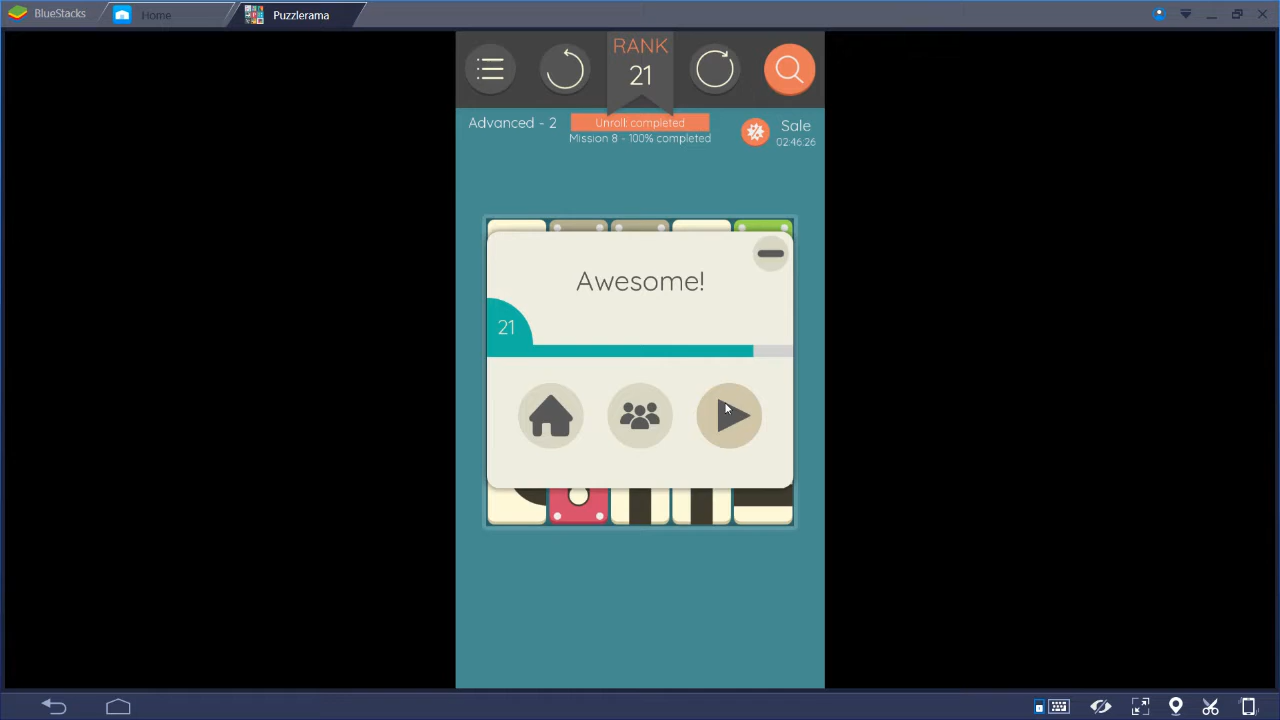 BlueStacks
Home
Puzzlerama
RANK
21
Advanced - 2
Unroll: completed
Mission 8 - 100% completed
Sale
02:46:26
Awesome!
21